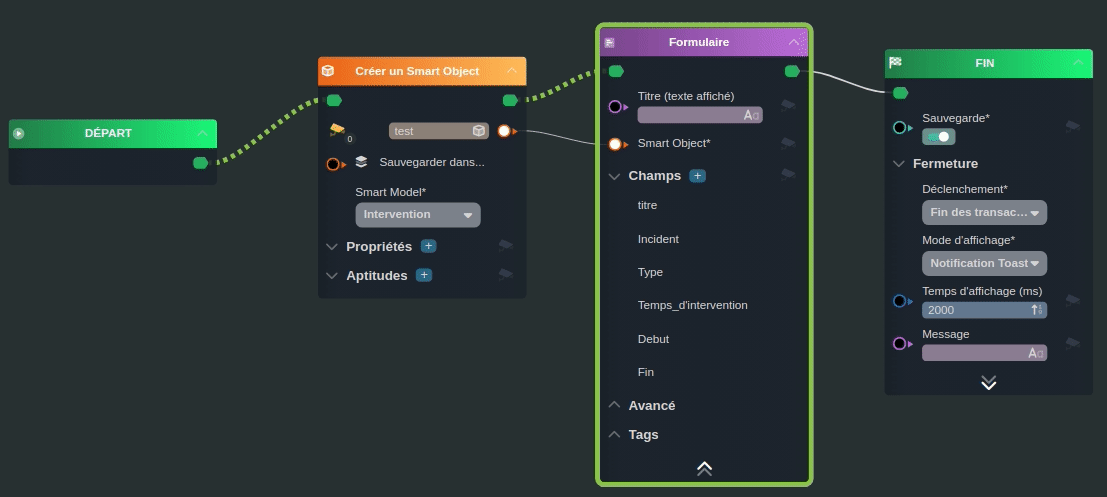 DÉPART
Créer un Smart Object
test
0
Sauvegarder dans...
Smart Model*
Intervention
Propriétés +
Aptitudes +
Formulaire
Titre (texte affiché)
Aa
Smart Object*
Champs +
titre
Incident
Type
Temps_d'intervention
Debut
Fin
Avancé
Tags
FIN
Sauvegarde*
Fermeture
Déclenchement*
Fin des transac...
Mode d'affichage*
Notification Toast
Temps d'affichage (ms)
2000
Message
Aa